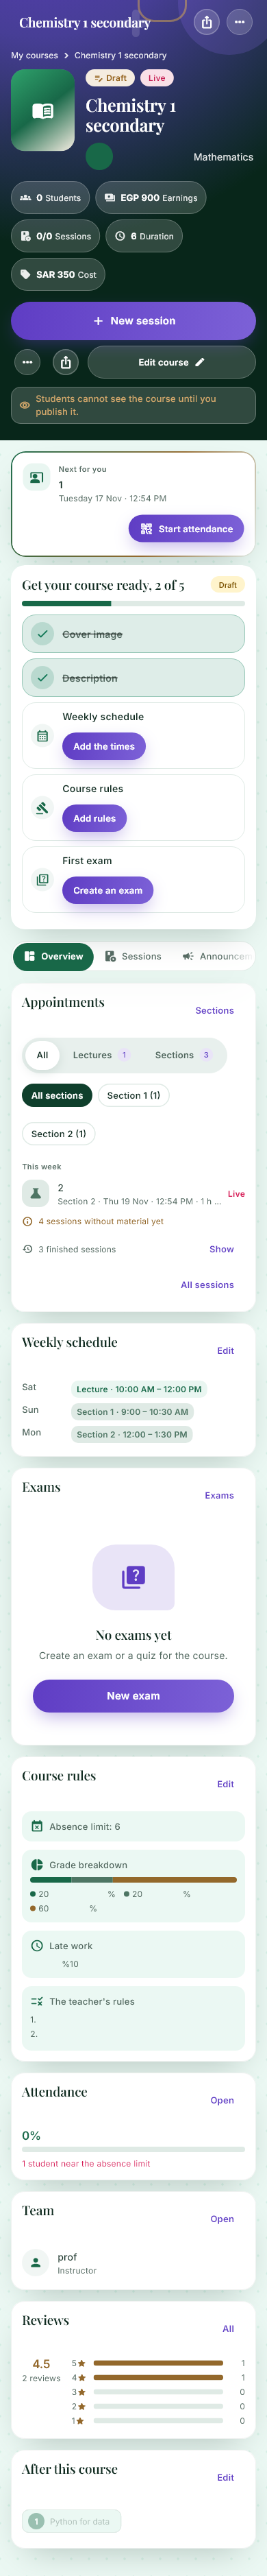 Chemistry 1 secondary
My courses > Chemistry 1 secondary
Draft
Live
Chemistry 1
secondary
Mathematics
0 Students
EGP 900 Earnings
0/0 Sessions
6 Duration
SAR 350 Cost
+ New session
Edit course
Students cannot see the course until you
publish it.
Next for you
1
Tuesday 17 Nov · 12:54 PM
Start attendance
Get your course ready, 2 of 5
Draft
Cover image
Description
Weekly schedule
Add the times
Course rules
Add rules
First exam
Create an exam
Overview
Sessions
Announcem
Appointments
Sections
All
Lectures 1
Sections 3
All sections
Section 1 (1)
Section 2 (1)
This week
2
Section 2 · Thu 19 Nov · 12:54 PM · 1 h ...
Live
4 sessions without material yet
3 finished sessions
Show
All sessions
Weekly schedule
Edit
Sat
Lecture · 10:00 AM – 12:00 PM
Sun
Section 1 · 9:00 – 10:30 AM
Mon
Section 2 · 12:00 – 1:30 PM
Exams
Exams
No exams yet
Create an exam or a quiz for the course.
New exam
Course rules
Edit
Absence limit: 6
Grade breakdown
20 %
20 %
60 %
Late work
%10
The teacher's rules
1.
2.
Attendance
Open
0%
1 student near the absence limit
Team
Open
prof
Instructor
Reviews
All
4.5
2 reviews
5 1
4 1
3 0
2 0
1 0
After this course
Edit
1 Python for data